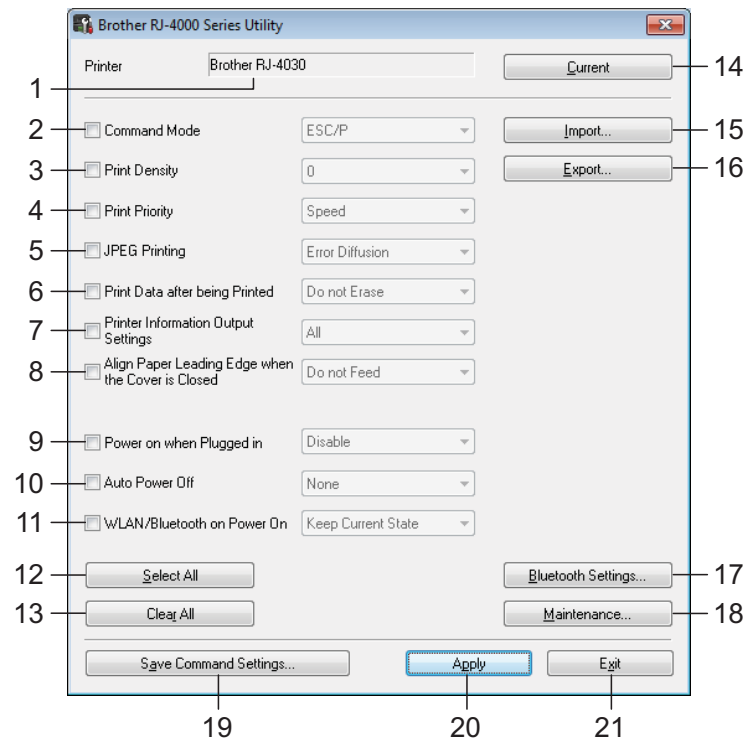 Brother RJ-4000 Series Utility
Printer Brother RJ-4030 Current 14
1
2 Command Mode ESC/P Import... 15
3 Print Density 0 Export... 16
4 Print Priority Speed
5 JPEG Printing Error Diffusion
6 Print Data after being Printed Do not Erase
7 Printer Information Output
Settings All
8 Align Paper Leading Edge when
the Cover is Closed Do not Feed
9 Power on when Plugged in Disable
10 Auto Power Off None
11 WLAN/Bluetooth on Power On Keep Current State
12 Select All Bluetooth Settings... 17
13 Clear All Maintenance... 18
Save Command Settings... Apply Exit
19 20 21